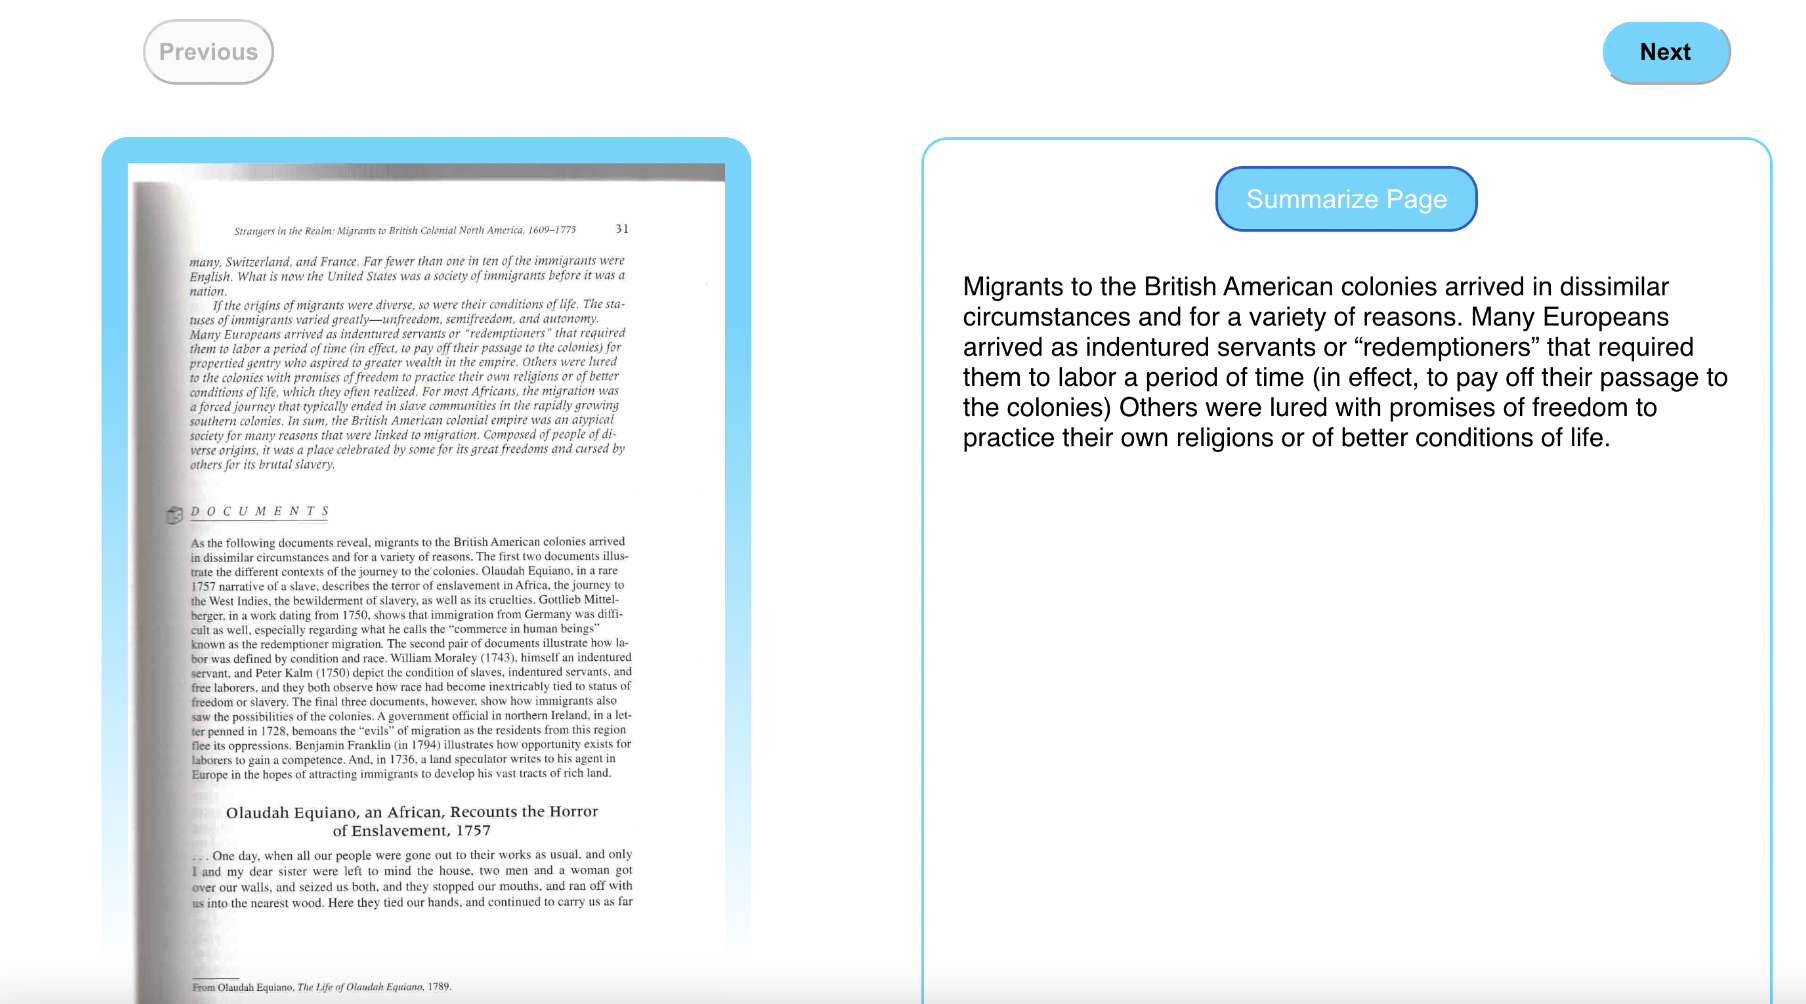 Previous
Next
Strangers in the Realm: Migrants to British Colonial North America, 1609–1775 31
many, Switzerland, and France. Far fewer than one in ten of the immigrants were
English. What is now the United States was a society of immigrants before it was a
nation.
If the origins of migrants were diverse, so were their conditions of life. The sta-
tuses of immigrants varied greatly—unfreedom, semifreedom, and autonomy.
Many Europeans arrived as indentured servants or "redemptioners" that required
them to labor a period of time (in effect, to pay off their passage to the colonies) for
propertied gentry who aspired to greater wealth in the empire. Others were lured
to the colonies with promises of freedom to practice their own religions or of better
conditions of life, which they often realized. For most Africans, the migration was
a forced journey that typically ended in slave communities in the rapidly growing
southern colonies. In sum, the British American colonial empire was an atypical
society for many reasons that were linked to migration. Composed of people of di-
verse origins, it was a place celebrated by some for its great freedoms and cursed by
others for its brutal slavery.
DOCUMENTS
As the following documents reveal, migrants to the British American colonies arrived
in dissimilar circumstances and for a variety of reasons. The first two documents illus-
trate the different contexts of the journey to the colonies. Olaudah Equiano, in a rare
1757 narrative of a slave, describes the terror of enslavement in Africa, the journey to
the West Indies, the bewilderment of slavery, as well as its cruelties. Gottlieb Mittel-
berger, in a work dating from 1750, shows that immigration from Germany was diffi-
cult as well, especially regarding what he calls the "commerce in human beings"
known as the redemptioner migration. The second pair of documents illustrate how la-
bor was defined by condition and race. William Moraley (1743), himself an indentured
servant, and Peter Kalm (1750) depict the condition of slaves, indentured servants, and
free laborers, and they both observe how race had become inextricably tied to status of
freedom or slavery. The final three documents, however, show how immigrants also
saw the possibilities of the colonies. A government official in northern Ireland, in a let-
ter penned in 1728, bemoans the "evils" of migration as the residents from this region
flee its oppressions. Benjamin Franklin (in 1794) illustrates how opportunity exists for
laborers to gain a competence. And, in 1736, a land speculator writes to his agent in
Europe in the hopes of attracting immigrants to develop his vast tracts of rich land.
Olaudah Equiano, an African, Recounts the Horror
of Enslavement, 1757
. . . One day, when all our people were gone out to their works as usual, and only
I and my dear sister were left to mind the house, two men and a woman got
over our walls, and seized us both, and they stopped our mouths, and ran off with
us into the nearest wood. Here they tied our hands, and continued to carry us as far
From Olaudah Equiano, The Life of Olaudah Equiano, 1789.
Summarize Page
Migrants to the British American colonies arrived in dissimilar
circumstances and for a variety of reasons. Many Europeans
arrived as indentured servants or “redemptioners” that required
them to labor a period of time (in effect, to pay off their passage to
the colonies) Others were lured with promises of freedom to
practice their own religions or of better conditions of life.